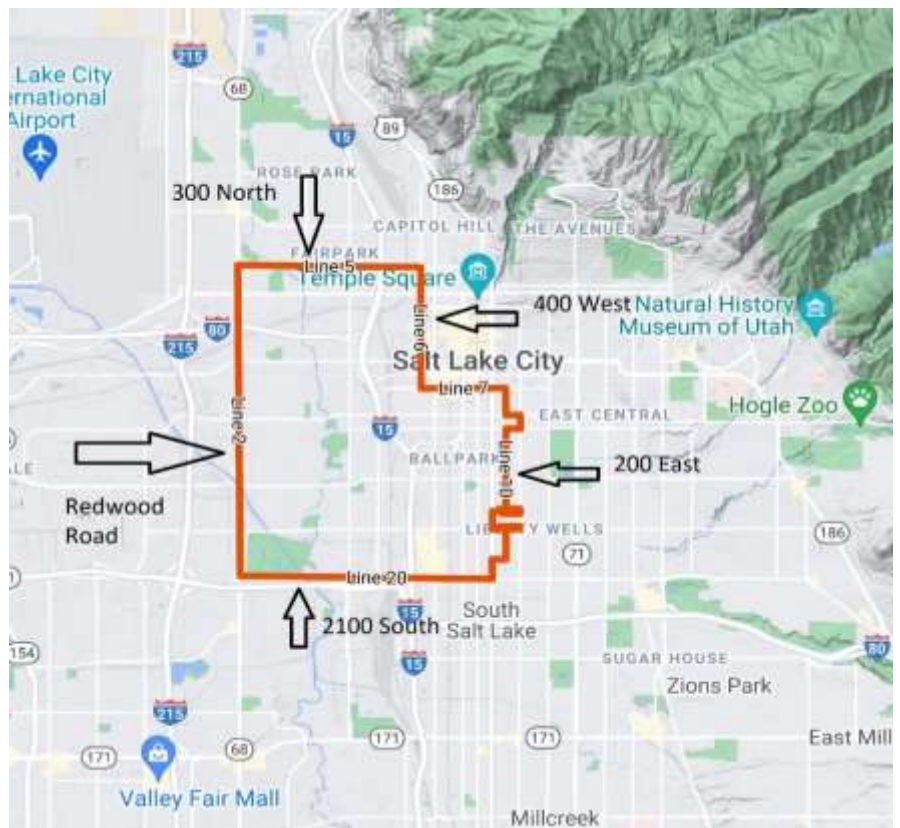 215
68
Lake City
ernational
Airport
15
89
ROSE PARK
300 North
186
CAPITOL HILL
THE AVENUES
FAIRPARK
Line 5
Temple Square
400 West
Natural History
Museum of Utah
80
215
Line 6
Salt Lake City
Line 7
Hogle Zoo
Line 2
EAST CENTRAL
15
BALLPARK
200 East
ALE
Redwood
Road
LIBERTY WELLS
186
71
Line 20
15
South
Salt Lake
2100 South
154
15
80
SUGAR HOUSE
Zions Park
215
171
68
171
171
East Mill
Valley Fair Mall
Millcreek